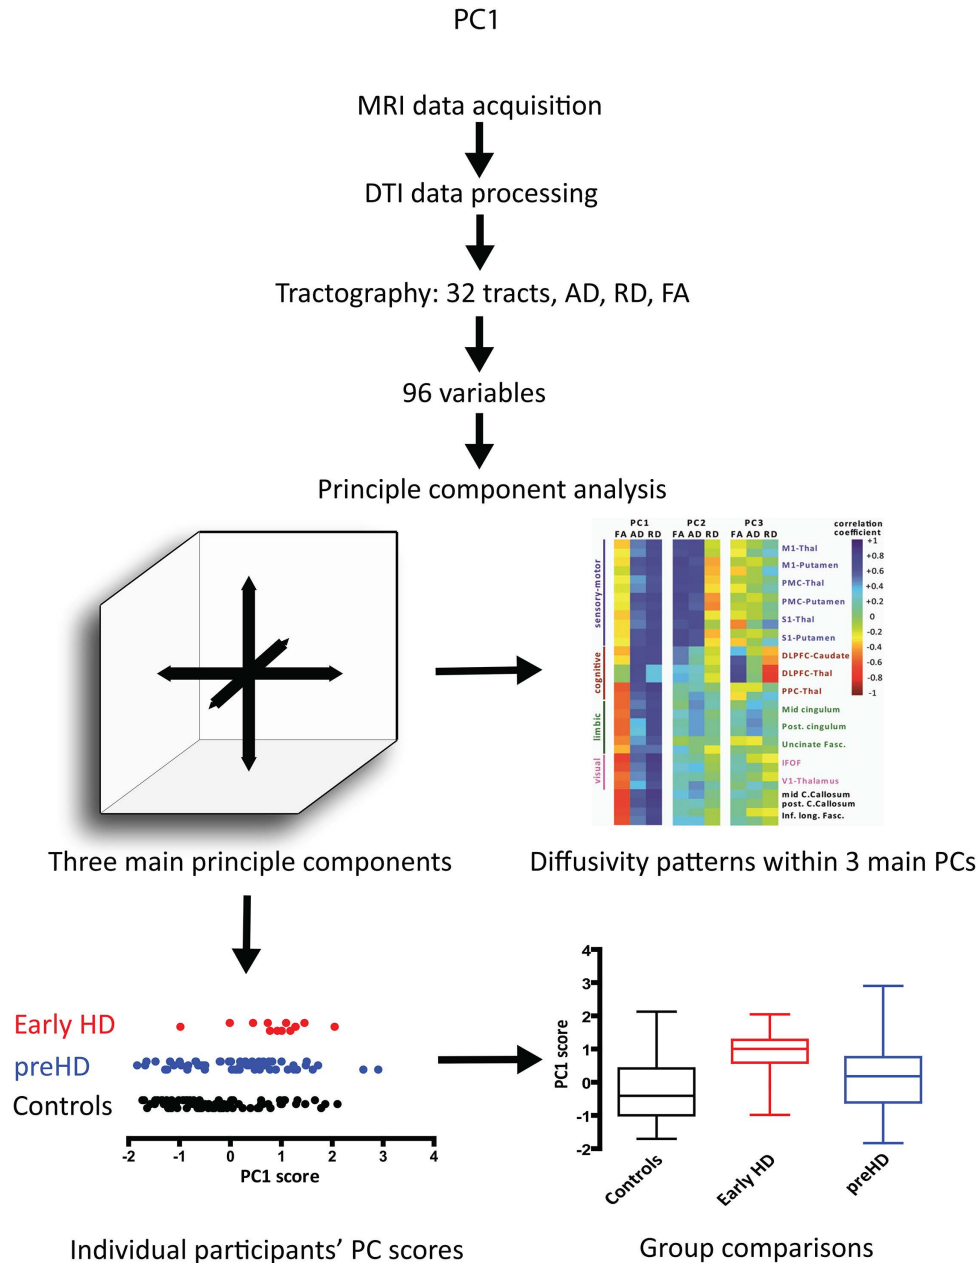 PC1
MRI data acquisition
DTI data processing
Tractography: 32 tracts, AD, RD, FA
96 variables
Principle component analysis
PC1 PC2 PC3
FA AD RD FA AD RD FA AD RD
correlation
coefficient
+1
+0.8
+0.6
+0.4
+0.2
0
-0.2
-0.4
-0.6
-0.8
-1
sensory-motor
cognitive
limbic
visual
M1-Thal
M1-Putamen
PMC-Thal
PMC-Putamen
S1-Thal
S1-Putamen
DLPFC-Caudate
DLPFC-Thal
PPC-Thal
Mid cingulum
Post. cingulum
Uncinate Fasc.
IFOF
V1-Thalamus
mid C.Callosum
post. C.Callosum
Inf. long. Fasc.
Three main principle components
Diffusivity patterns within 3 main PCs
Early HD
preHD
Controls
-2 -1 0 1 2 3 4
PC1 score
Individual participants’ PC scores
4
3
2
1
0
-1
-2
PC1 score
Controls
Early HD
preHD
Group comparisons